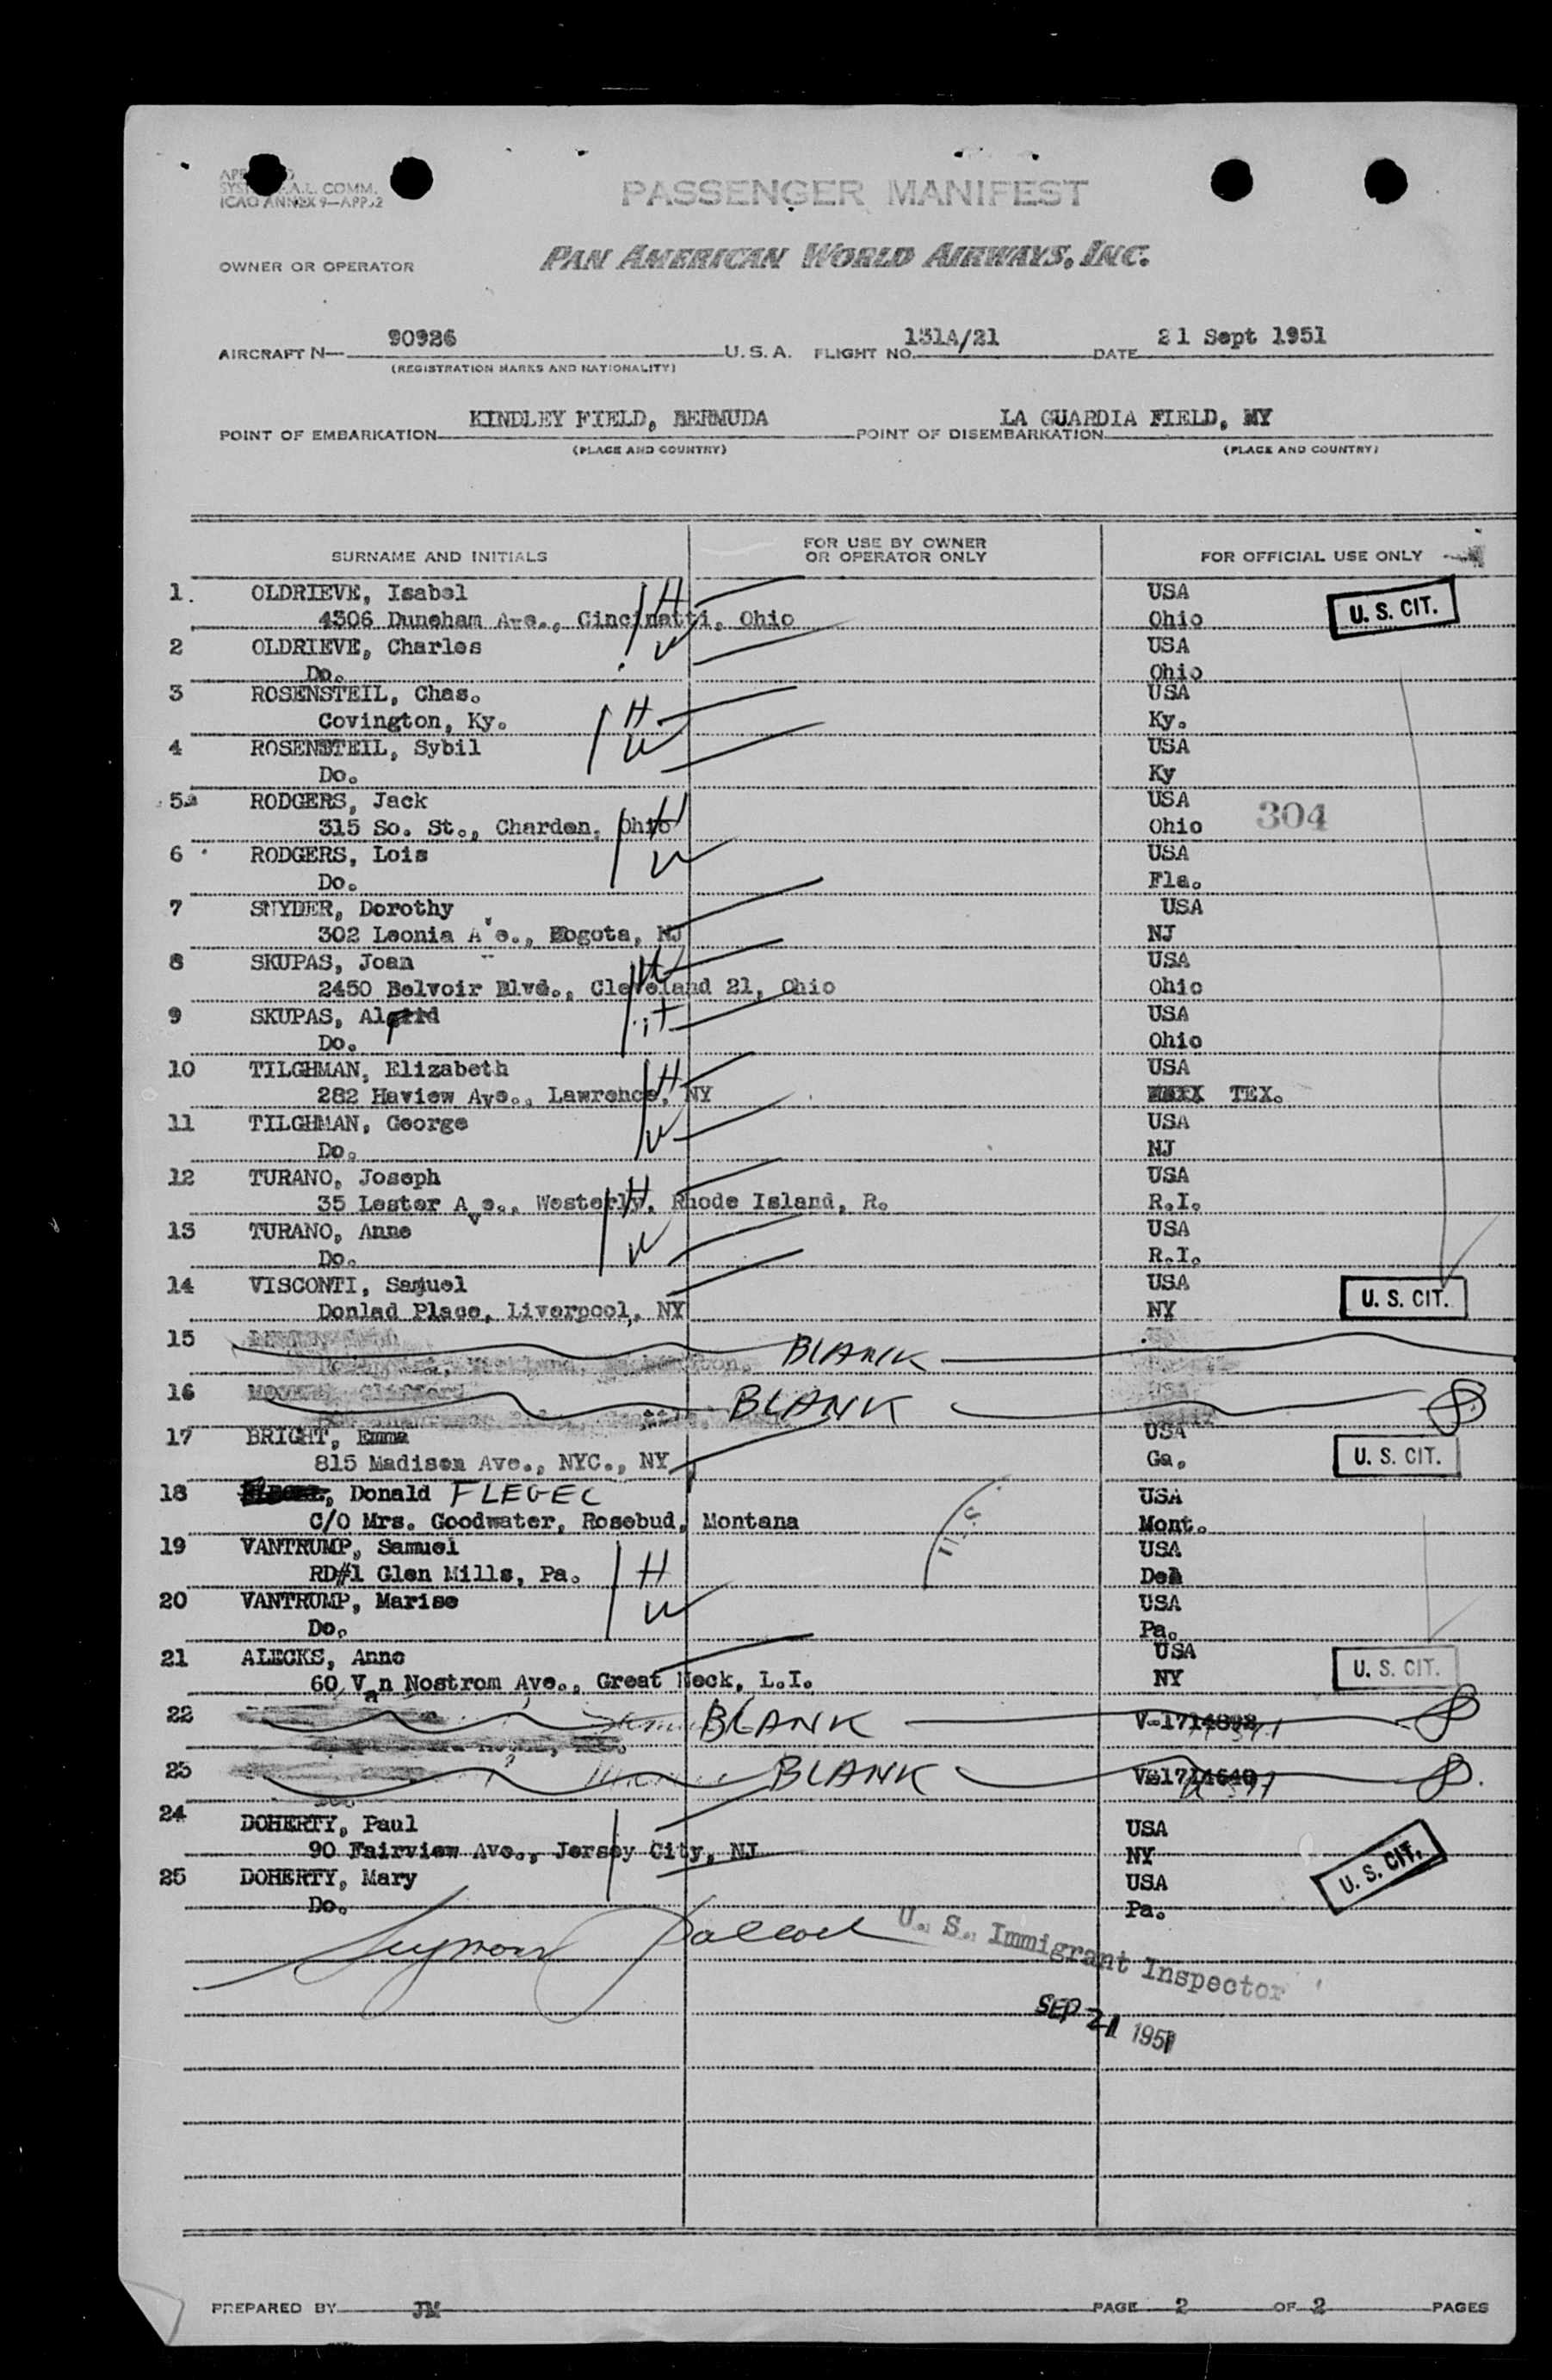 ICAO ANNEX 9—APP.2
PASSENGER MANIFEST
OWNER OR OPERATOR PAN AMERICAN WORLD AIRWAYS, INC.
AIRCRAFT N— 90926 U.S.A. FLIGHT NO. 131A/21 DATE 21 Sept 1951
(REGISTRATION MARKS AND NATIONALITY)
POINT OF EMBARKATION KINDLEY FIELD, BERMUDA POINT OF DISEMBARKATION LA GUARDIA FIELD, NY
(PLACE AND COUNTRY) (PLACE AND COUNTRY)
SURNAME AND INITIALS FOR USE BY OWNER OR OPERATOR ONLY FOR OFFICIAL USE ONLY
1. OLDRIEVE, Isabel H USA
4306 Duneham Ave., Cincinatti, Ohio Ohio U. S. CIT.
2 OLDRIEVE, Charles W USA
Do. Ohio
3 ROSENSTEIL, Chas. H USA
Covington, Ky. Ky.
4 ROSENSTEIL, Sybil W USA
Do. Ky
5 RODGERS, Jack H USA
315 So. St., Chardon, Ohio Ohio 304
6 RODGERS, Lois W USA
Do. Fla.
7 SNYDER, Dorothy USA
302 Leonia Ave., Bogota, NJ NJ
8 SKUPAS, Joan USA
2450 Belvoir Blvd., Cleveland 21, Ohio Ohio
9 SKUPAS, USA
Do. Ohio
10 TILGHMAN, Elizabeth H USA
282 Haview Ave., Lawrence, NY TEX.
11 TILGHMAN, George W USA
Do. NJ
12 TURANO, Joseph H USA
35 Lester Ave., Westerly, Rhode Island, R. R.I.
13 TURANO, Anne W USA
Do. R.I.
14 VISCONTI, Samuel USA
Donlad Place, Liverpool, NY NY U. S. CIT.
15 BLANK
16 Clifford BLANK
17 BRIGHT, Emma USA
815 Madison Ave., NYC., NY Ga. U. S. CIT.
18 , Donald FLEGEL USA
C/O Mrs. Goodwater, Rosebud, Montana Mont.
19 VANTRUMP, Samuel H USA
RD#1 Glen Mills, Pa. Del
20 VANTRUMP, Marise W USA
Do. Pa.
21 ALECKS, Anne USA
60 Van Nostrom Ave., Great Neck, L.I. NY U. S. CIT.
22 BLANK
23 BLANK
24 DOHERTY, Paul USA
90 Fairview Ave., Jersey City, NJ NY U. S. CIT.
25 DOHERTY, Mary USA
Do. Pa.
Seymour Pallock U. S. Immigrant Inspector
SEP 21 1951
PREPARED BY JM PAGE 2 OF 2 PAGES